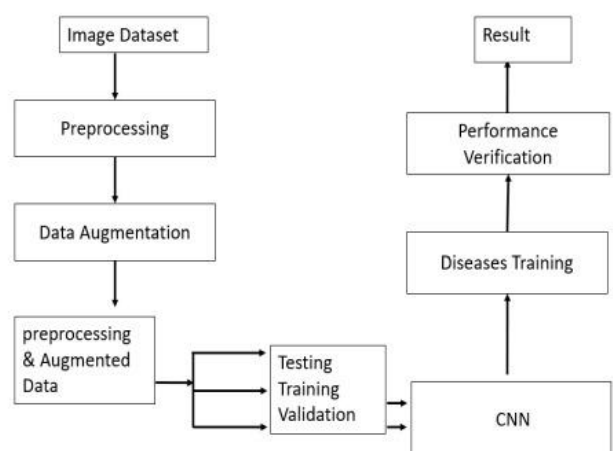 Image Dataset
Preprocessing
Data Augmentation
preprocessing
& Augmented
Data
Testing
Training
Validation
CNN
Diseases Training
Performance
Verification
Result